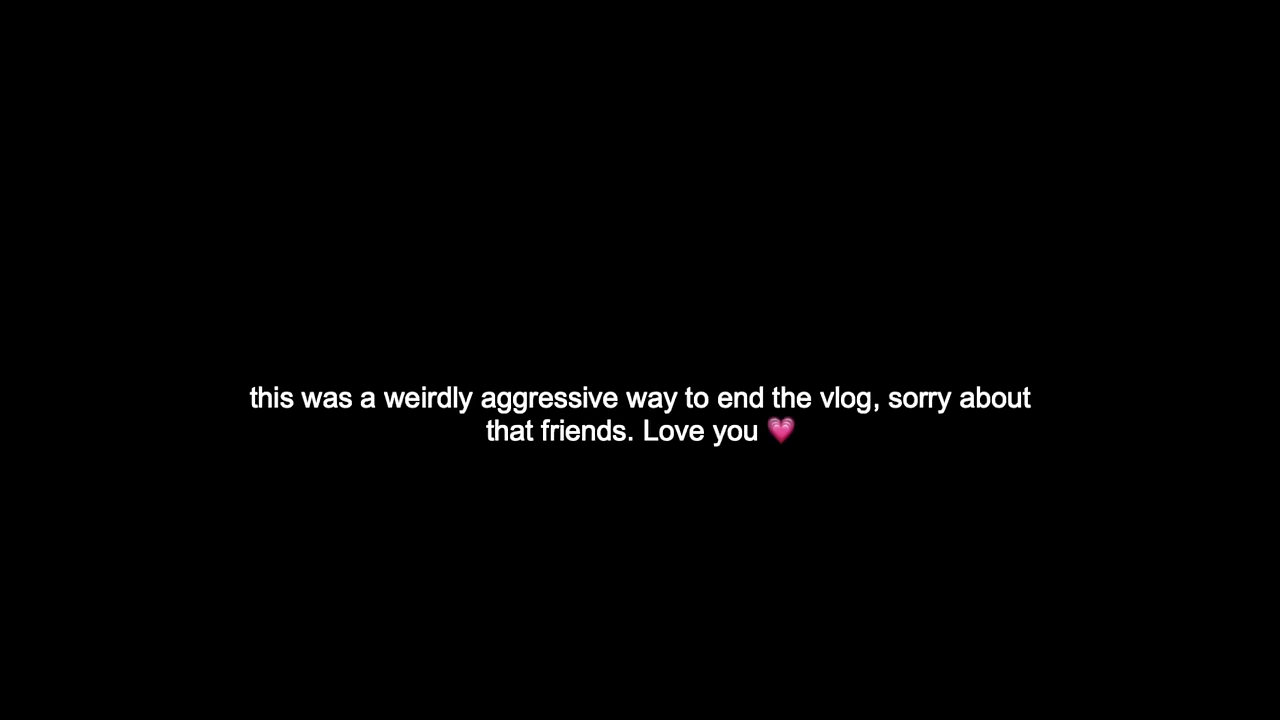 this was a weirdly aggressive way to end the vlog, sorry about
that friends. Love you 💗